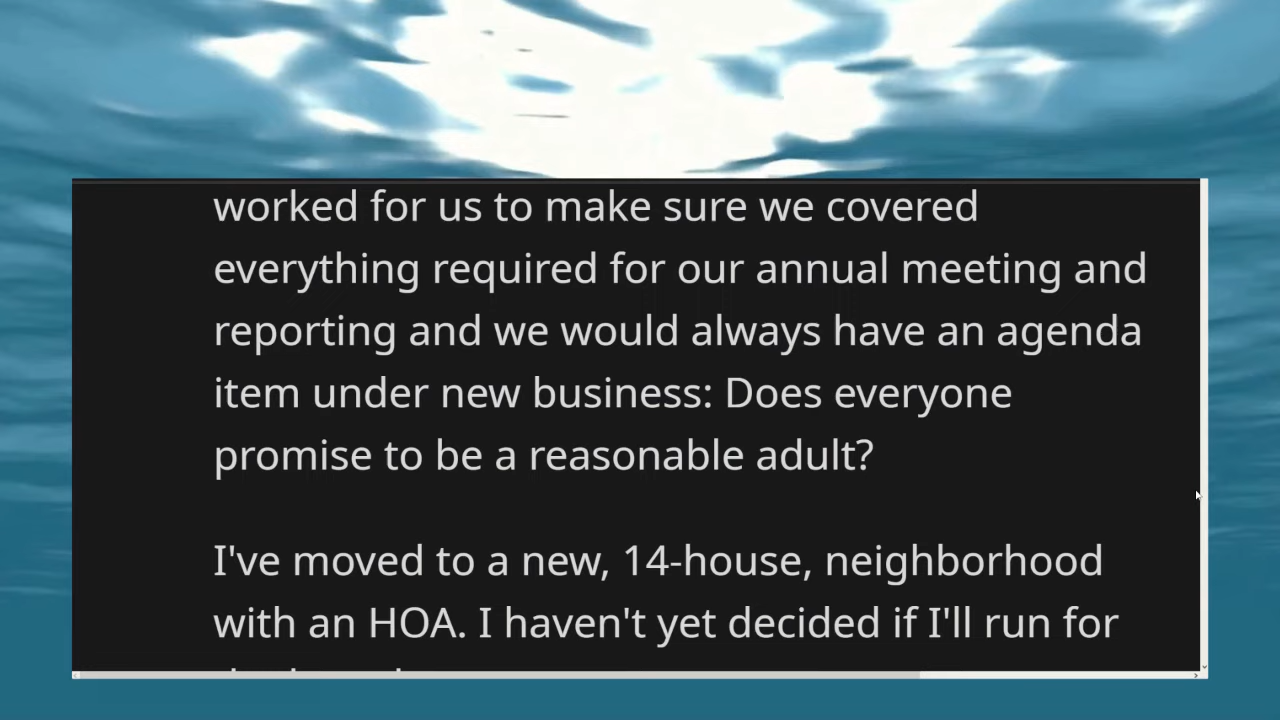 worked for us to make sure we covered
everything required for our annual meeting and
reporting and we would always have an agenda
item under new business: Does everyone
promise to be a reasonable adult?
I've moved to a new, 14-house, neighborhood
with an HOA. I haven't yet decided if I'll run for